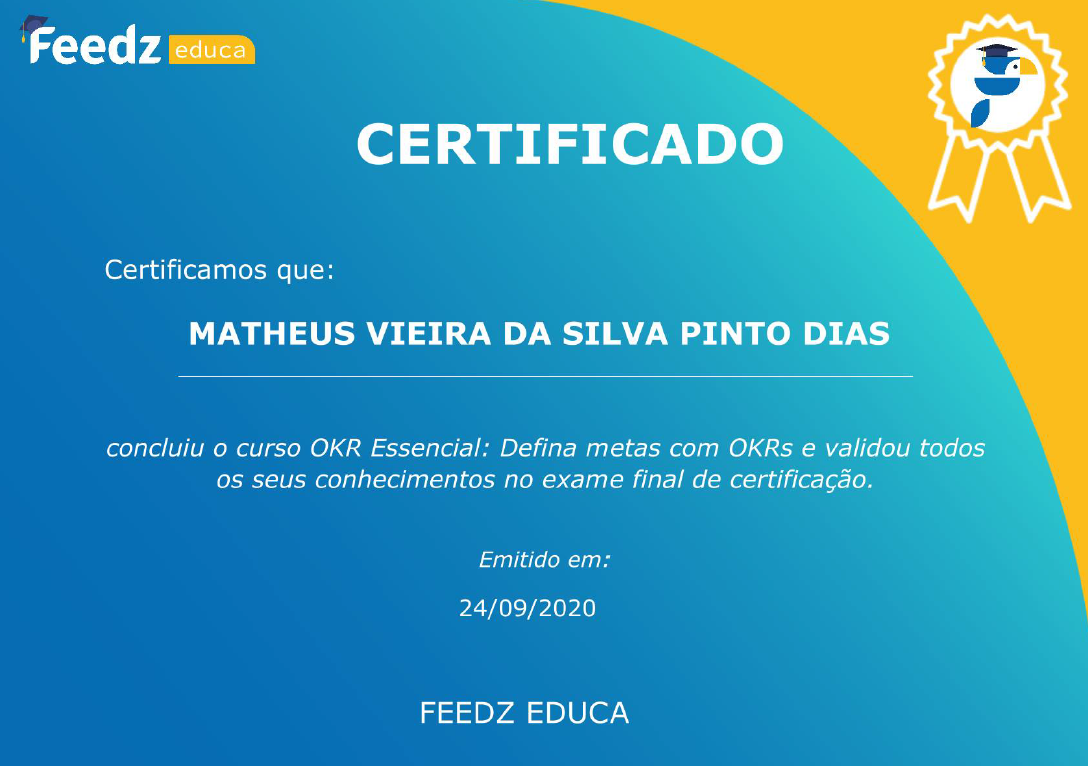 Feedz educa
CERTIFICADO
Certificamos que:
MATHEUS VIEIRA DA SILVA PINTO DIAS
concluiu o curso OKR Essencial: Defina metas com OKRs e validou todos
os seus conhecimentos no exame final de certificação.
Emitido em:
24/09/2020
FEEDZ EDUCA